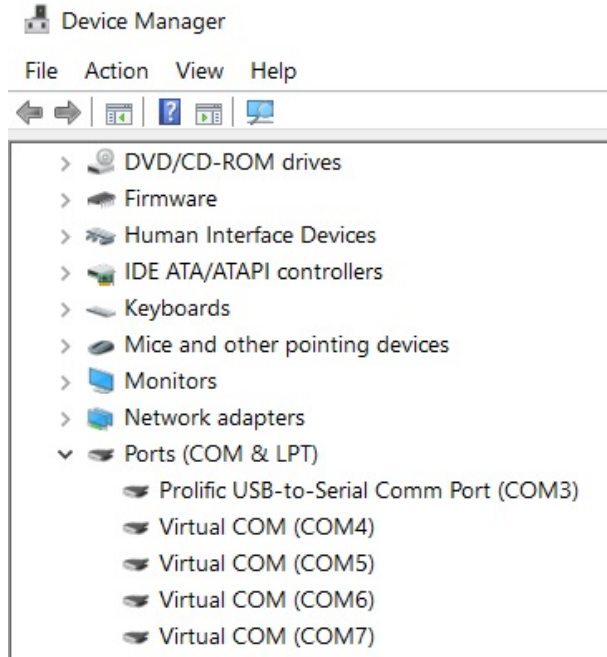 Device Manager
File Action View Help
DVD/CD-ROM drives
Firmware
Human Interface Devices
IDE ATA/ATAPI controllers
Keyboards
Mice and other pointing devices
Monitors
Network adapters
Ports (COM & LPT)
Prolific USB-to-Serial Comm Port (COM3)
Virtual COM (COM4)
Virtual COM (COM5)
Virtual COM (COM6)
Virtual COM (COM7)